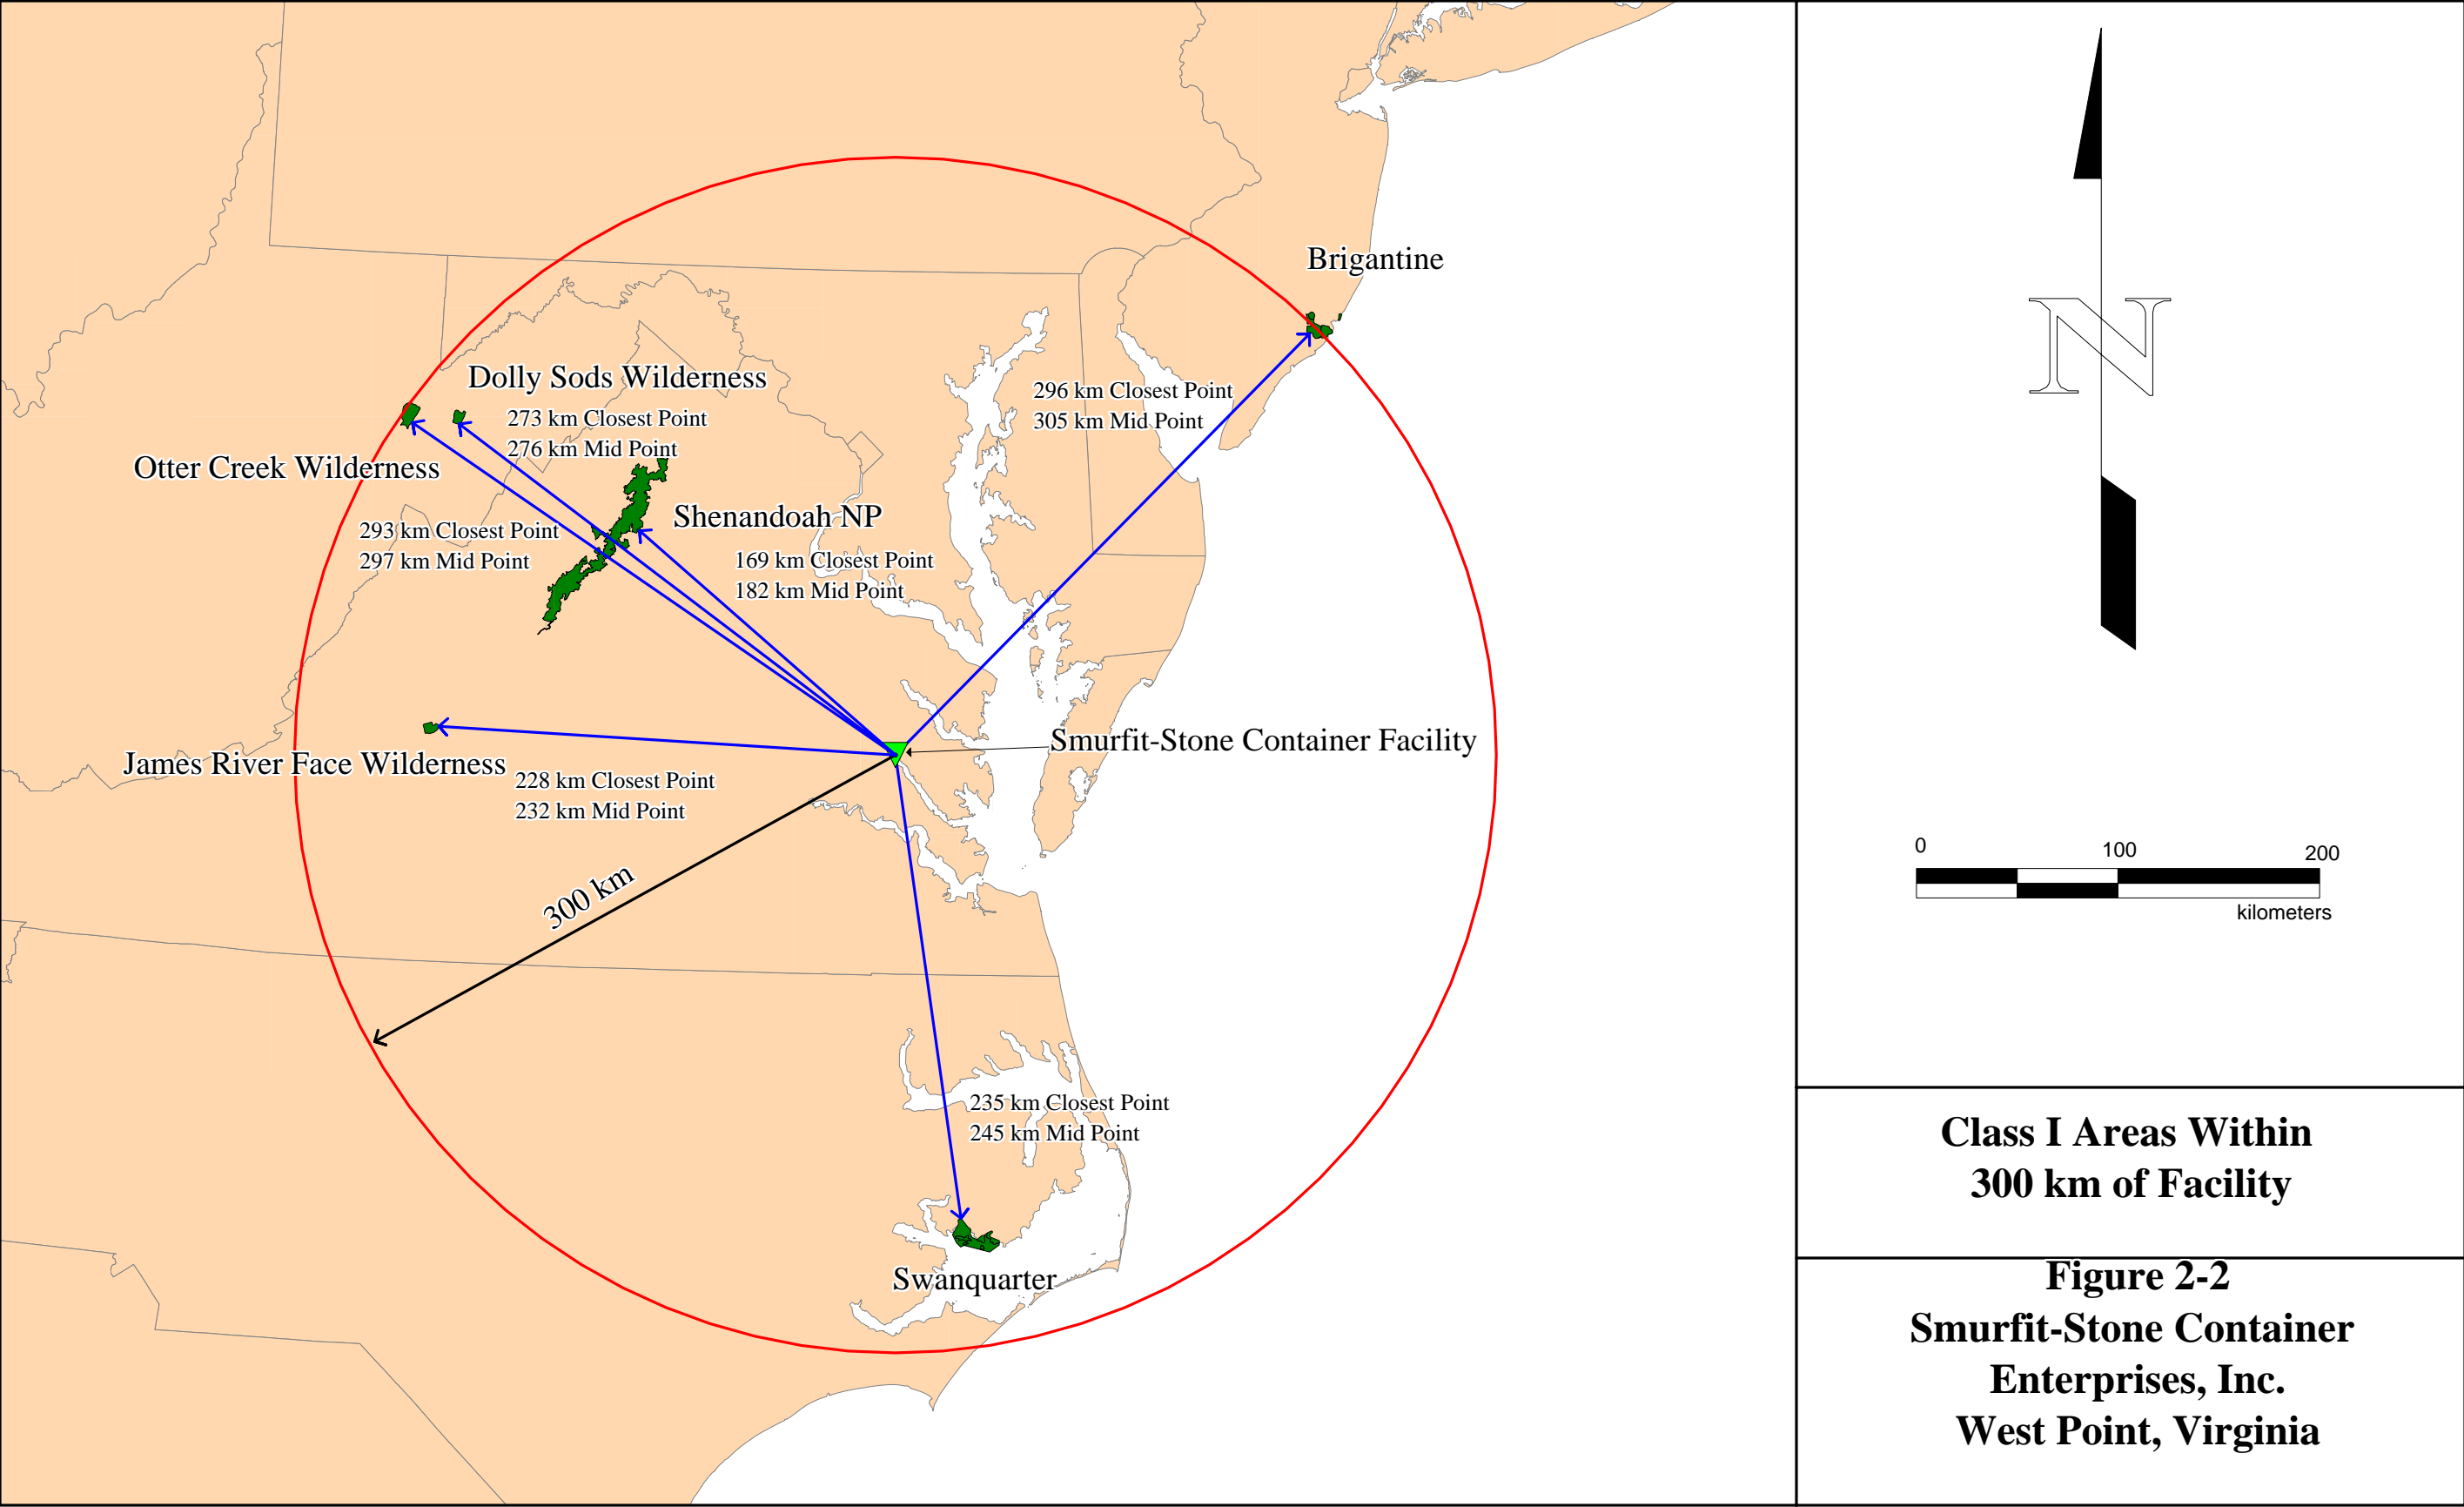 Brigantine
296 km Closest Point
305 km Mid Point
Dolly Sods Wilderness
273 km Closest Point
276 km Mid Point
Otter Creek Wilderness
293 km Closest Point
297 km Mid Point
Shenandoah NP
169 km Closest Point
182 km Mid Point
Smurfit-Stone Container Facility
James River Face Wilderness
228 km Closest Point
232 km Mid Point
300 km
235 km Closest Point
245 km Mid Point
Swanquarter
N
0 100 200
kilometers
Class I Areas Within
300 km of Facility
Figure 2-2
Smurfit-Stone Container
Enterprises, Inc.
West Point, Virginia